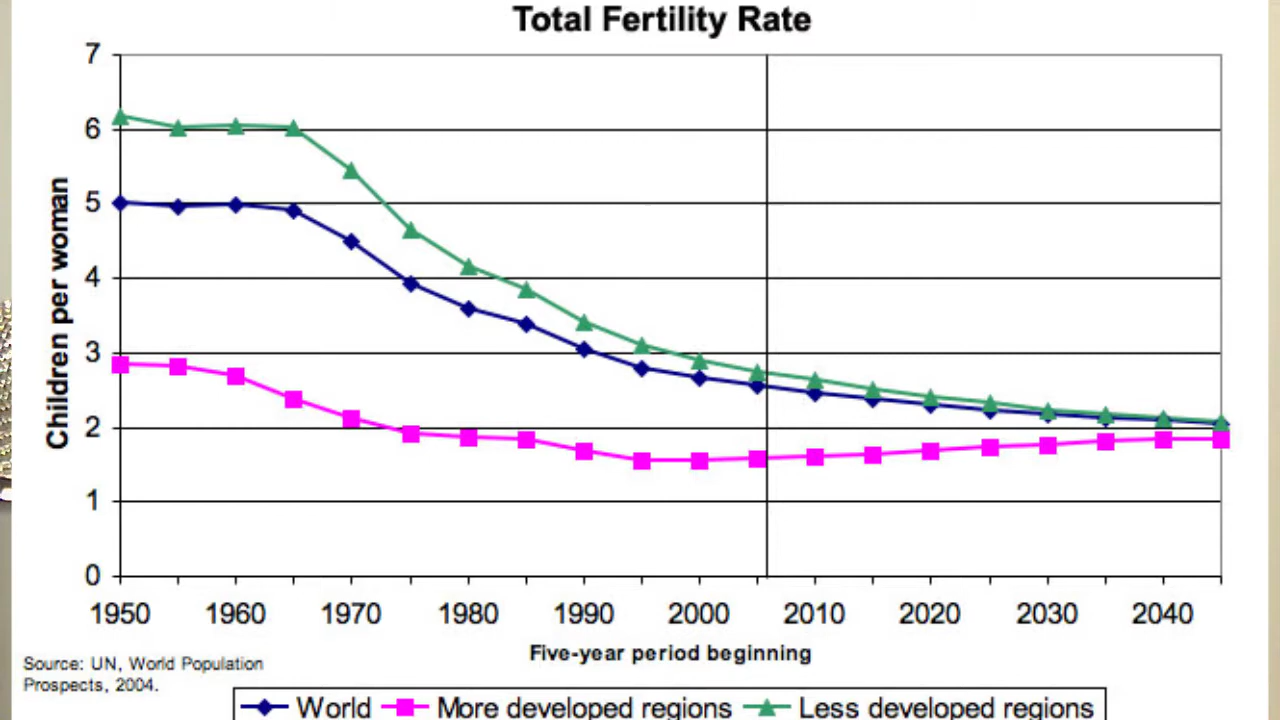 Total Fertility Rate
7
6
5
4
3
2
1
0
Children per woman
1950 1960 1970 1980 1990 2000 2010 2020 2030 2040
Five-year period beginning
Source: UN, World Population
Prospects, 2004.
World More developed regions Less developed regions